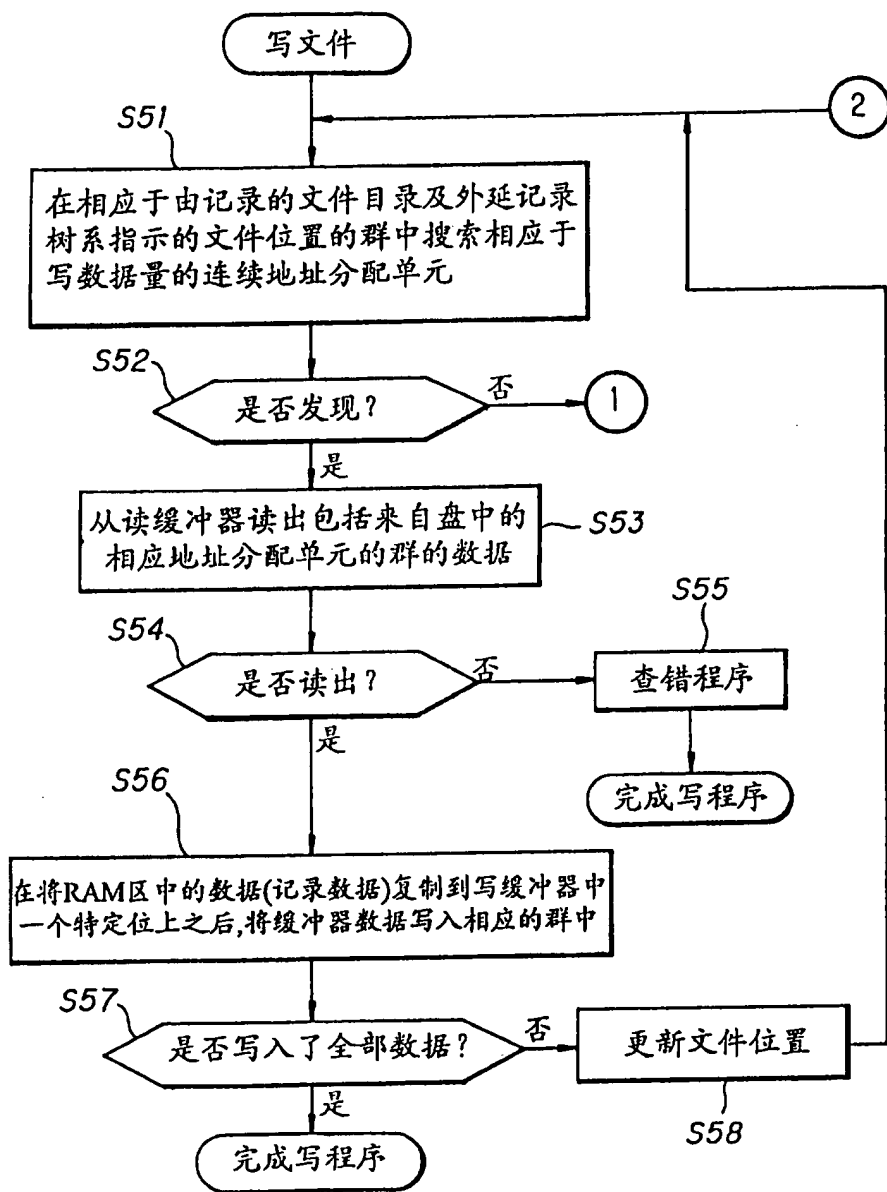 写文件
2
S51
在相应于由记录的文件目录及外延记录
树系指示的文件位置的群中搜索相应于
写数据量的连续地址分配单元
S52
是否发现?
否
1
是
从读缓冲器读出包括来自盘中的
相应地址分配单元的群的数据
S53
S54
是否读出?
否
S55
查错程序
是
完成写程序
S56
在将RAM区中的数据(记录数据)复制到写缓冲器中
一个特定位上之后,将缓冲器数据写入相应的群中
S57
是否写入了全部数据?
否
更新文件位置
S58
是
完成写程序